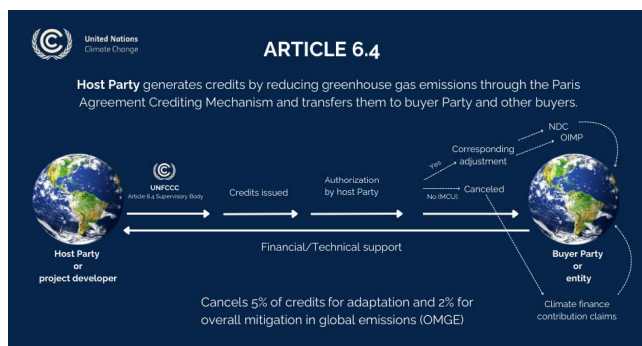 United Nations
Climate Change
ARTICLE 6.4
Host Party generates credits by reducing greenhouse gas emissions through the Paris
Agreement Crediting Mechanism and transfers them to buyer Party and other buyers.
NDC
OIMP
Corresponding
adjustment
Yes
UNFCCC
Article 6.4 Supervisory Body
Credits issued
Authorization
by host Party
Canceled
No (MCU)
Financial/Technical support
Host Party
or
project developer
Buyer Party
or
entity
Climate finance
contribution claims
Cancels 5% of credits for adaptation and 2% for
overall mitigation in global emissions (OMGE)